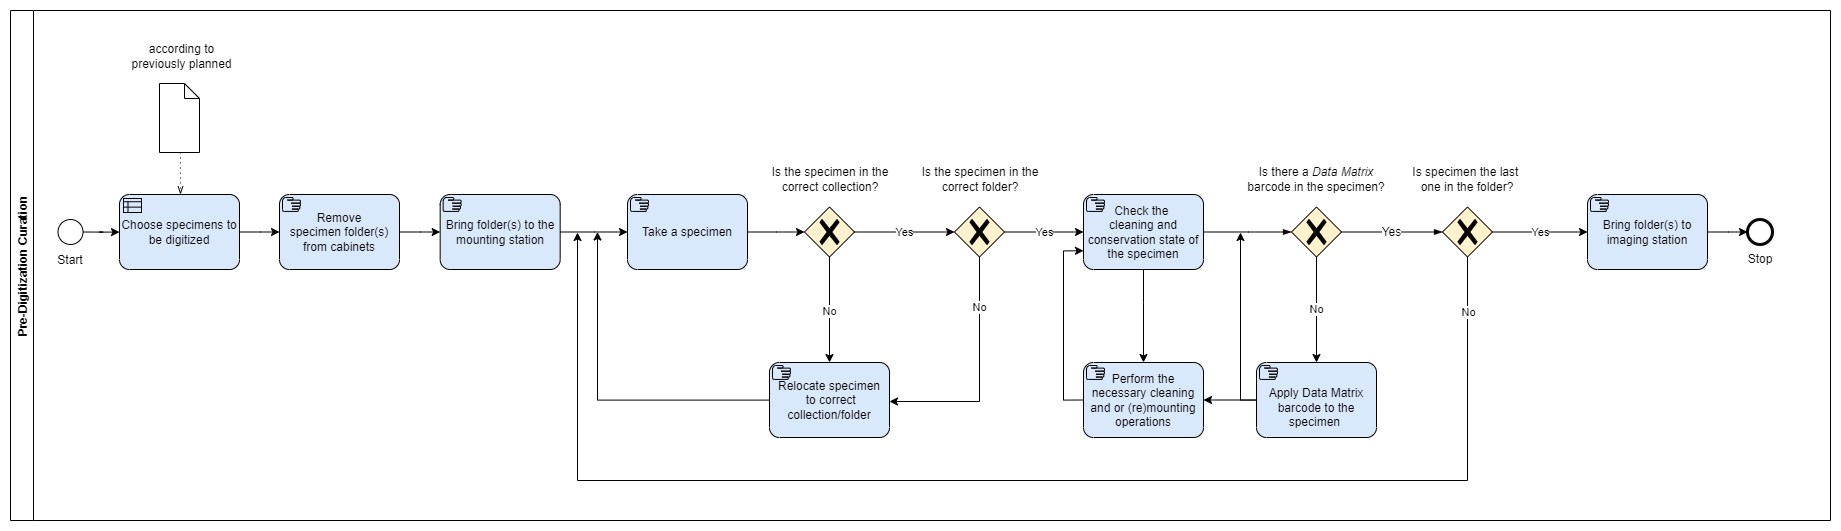 Pre-Digitization Curation
according to
previously planned
Start
Choose specimens to
be digitized
Remove
specimen folder(s)
from cabinets
Bring folder(s) to the
mounting station
Take a specimen
Is the specimen in the
correct collection?
Yes
No
Is the specimen in the
correct folder?
Yes
No
Relocate specimen
to correct
collection/folder
Check the
cleaning and
conservation state of
the specimen
Perform the
necessary cleaning
and or (re)mounting
operations
Is there a Data Matrix
barcode in the specimen?
Yes
No
Apply Data Matrix
barcode to the
specimen
Is specimen the last
one in the folder?
Yes
No
Bring folder(s) to
imaging station
Stop